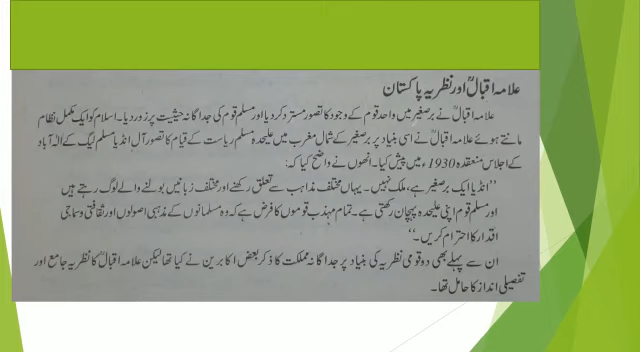 علامہ اقبالؒ اور نظریہ پاکستان
علامہ اقبالؒ نے برصغیر میں واحد قوم کے وجود کا تصور مسترد کر دیا اور مسلم قوم کی جداگانہ حیثیت پر زور دیا۔ اسلام کو ایک مکمل نظام
مانتے ہوئے علامہ اقبالؒ نے اسی بنیاد پر برصغیر کے شمال مغرب میں علیحدہ مسلم ریاست کے قیام کا تصور آل انڈیا مسلم لیگ کے الٰہ آباد
کے اجلاس منعقدہ 1930ء میں پیش کیا۔ انھوں نے واضح کیا کہ:
”انڈیا ایک برصغیر ہے، ملک نہیں۔ یہاں مختلف مذاہب سے تعلق رکھنے اور مختلف زبانیں بولنے والے لوگ رہتے ہیں
اور مسلم قوم اپنی علیحدہ پہچان رکھتی ہے۔ تمام مہذب قوموں کا فرض ہے کہ وہ مسلمانوں کے مذہبی اصولوں اور ثقافتی و سماجی
اقدار کا احترام کریں۔“
ان سے پہلے بھی دو قومی نظریہ کی بنیاد پر جداگانہ مملکت کا ذکر بعض اکابرین نے کیا تھا لیکن علامہ اقبالؒ کا نظریہ جامع اور
تفصیلی انداز کا حامل تھا۔